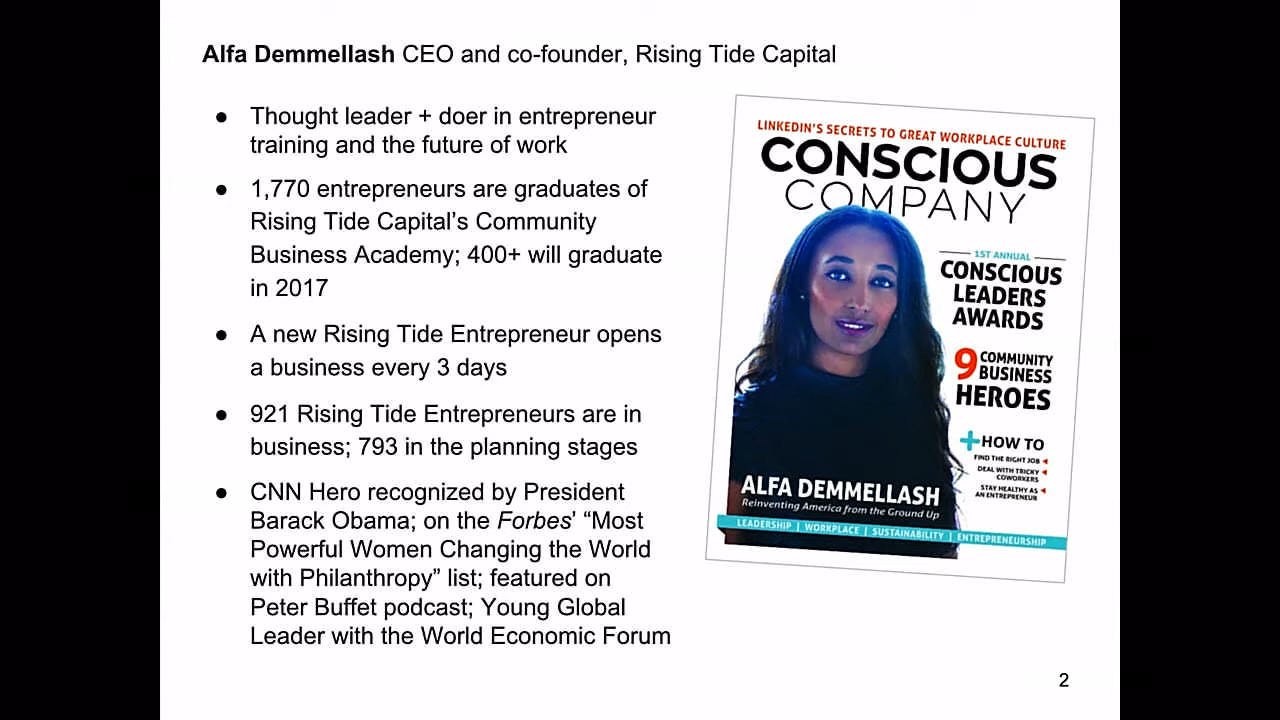 Alfa Demmellash CEO and co-founder, Rising Tide Capital
● Thought leader + doer in entrepreneur
training and the future of work
● 1,770 entrepreneurs are graduates of
Rising Tide Capital’s Community
Business Academy; 400+ will graduate
in 2017
● A new Rising Tide Entrepreneur opens
a business every 3 days
● 921 Rising Tide Entrepreneurs are in
business; 793 in the planning stages
● CNN Hero recognized by President
Barack Obama; on the Forbes’ “Most
Powerful Women Changing the World
with Philanthropy” list; featured on
Peter Buffet podcast; Young Global
Leader with the World Economic Forum
LINKEDIN'S SECRETS TO GREAT WORKPLACE CULTURE
CONSCIOUS
COMPANY
1ST ANNUAL
CONSCIOUS
LEADERS
AWARDS
9 COMMUNITY
BUSINESS
HEROES
+HOW TO
FIND THE RIGHT JOB
DEAL WITH TRICKY
COWORKERS
STAY HEALTHY AS
AN ENTREPRENEUR
ALFA DEMMELLASH
Reinventing America from the Ground Up
LEADERSHIP | WORKPLACE | SUSTAINABILITY | ENTREPRENEURSHIP
2